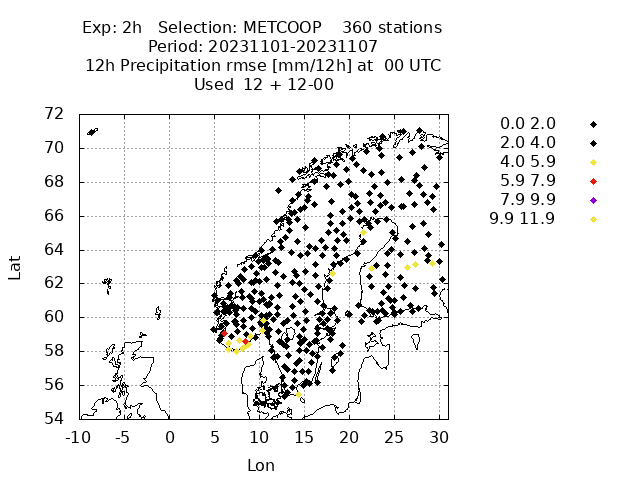 Exp: 2h   Selection: METCOOP    360 stations
Period: 20231101-20231107
12h Precipitation rmse [mm/12h] at  00 UTC
Used  12 + 12-00
72
70
68
66
64
62
60
58
56
54
Lat
-10 -5 0 5 10 15 20 25 30
Lon
0.0 2.0
2.0 4.0
4.0 5.9
5.9 7.9
7.9 9.9
9.9 11.9